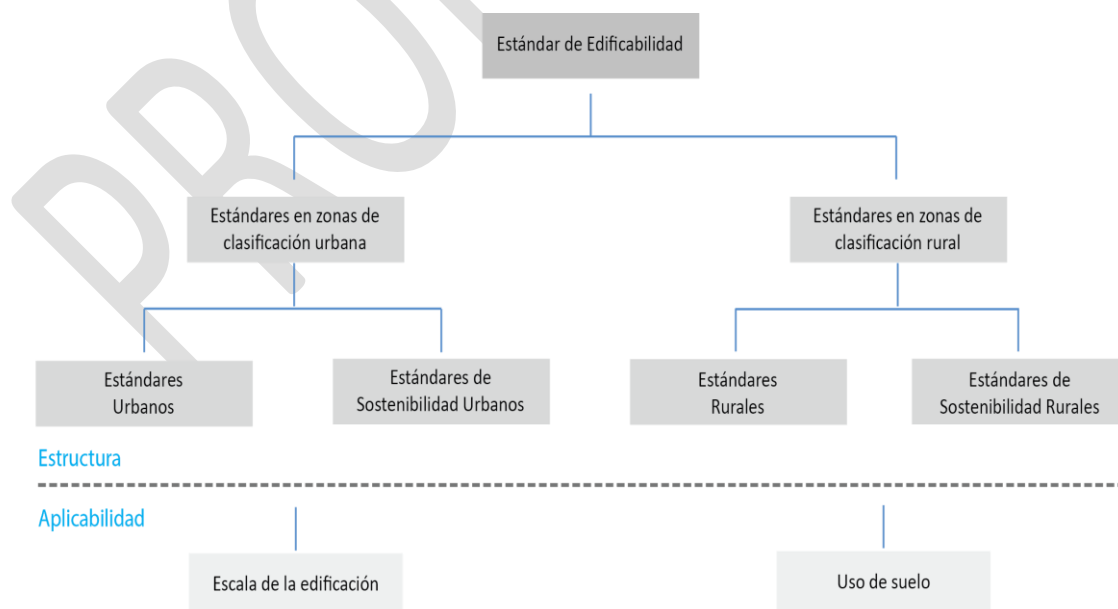 Estándar de Edificabilidad
Estándares en zonas de
clasificación urbana
Estándares en zonas de
clasificación rural
Estándares
Urbanos
Estándares de
Sostenibilidad Urbanos
Estándares
Rurales
Estándares de
Sostenibilidad Rurales
Estructura
Aplicabilidad
Escala de la edificación
Uso de suelo